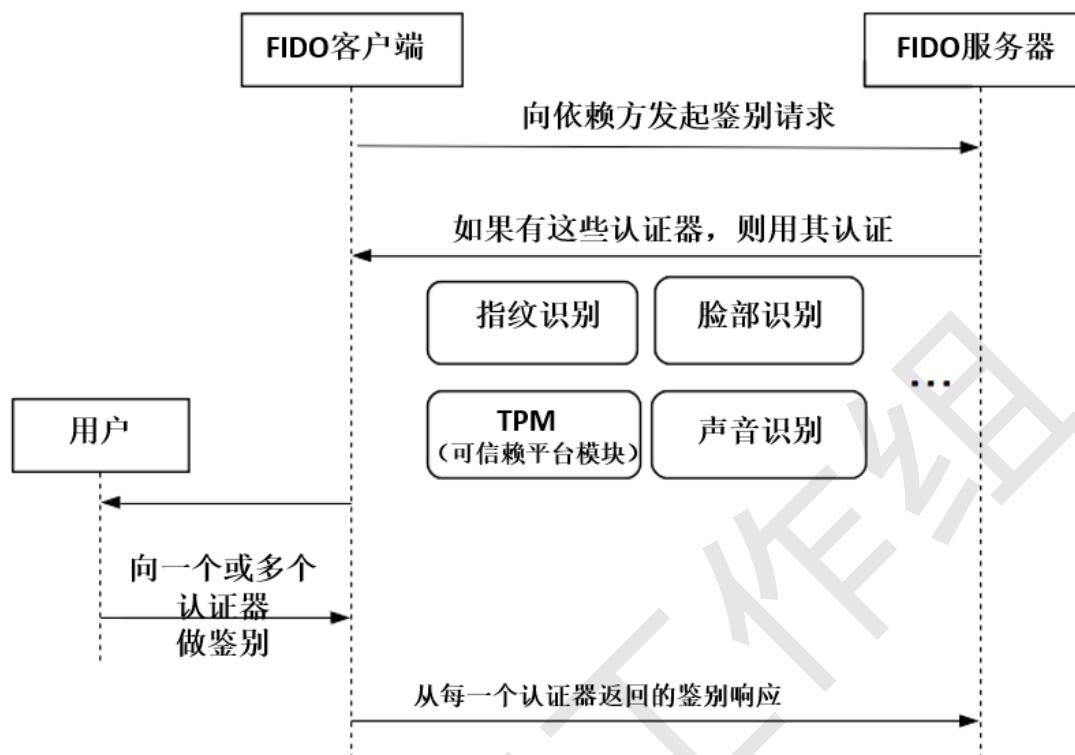 FIDO客户端
FIDO服务器
向依赖方发起鉴别请求
如果有这些认证器，则用其认证
指纹识别
脸部识别
...
用户
TPM
（可信赖平台模块）
声音识别
向一个或多个
认证器
做鉴别
从每一个认证器返回的鉴别响应
工作组